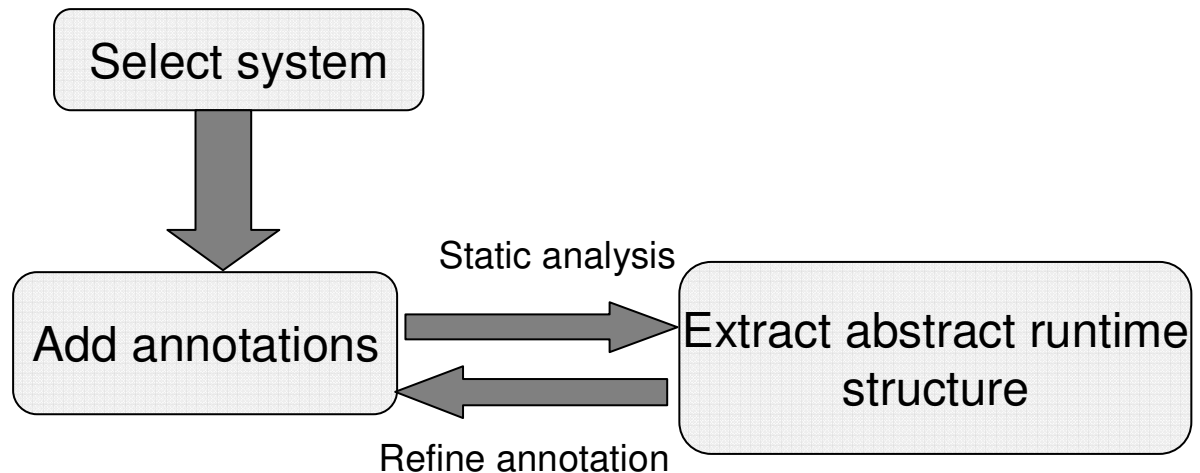 Select system
Static analysis
Add annotations
Extract abstract runtime
structure
Refine annotation